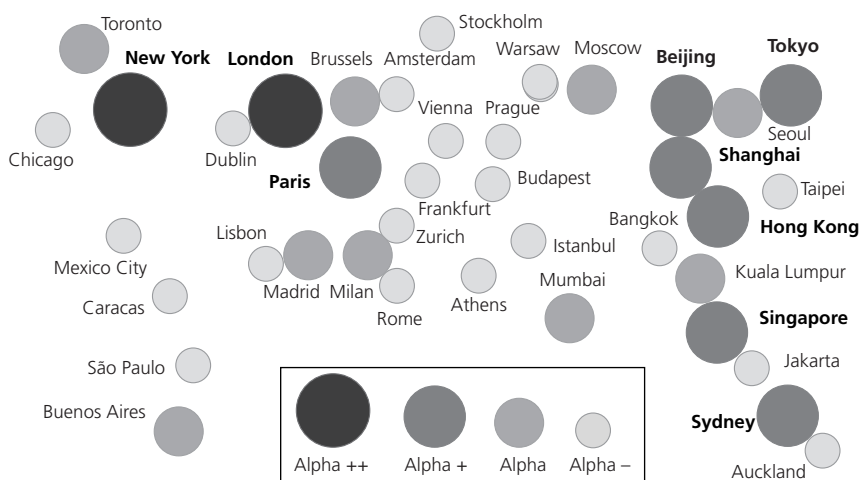 Toronto
Stockholm
New York
London
Brussels
Amsterdam
Warsaw
Moscow
Beijing
Tokyo
Vienna
Prague
Seoul
Chicago
Dublin
Shanghai
Paris
Budapest
Taipei
Frankfurt
Bangkok
Hong Kong
Lisbon
Zurich
Istanbul
Mexico City
Madrid
Milan
Mumbai
Kuala Lumpur
Caracas
Rome
Athens
Singapore
São Paulo
Jakarta
Buenos Aires
Sydney
Alpha ++
Alpha +
Alpha
Alpha –
Auckland